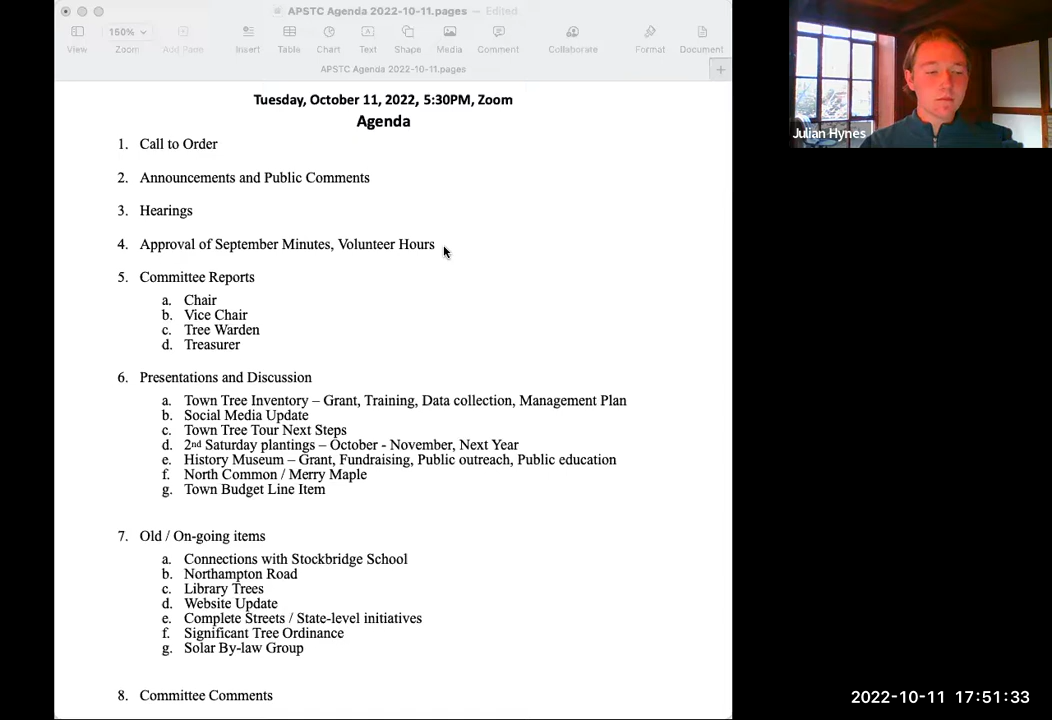 APSTC Agenda 2022-10-11.pages — Edited
150%
View
Zoom
Add Page
Insert
Table
Chart
Text
Shape
Media
Comment
Collaborate
Format
Document
APSTC Agenda 2022-10-11.pages
Tuesday, October 11, 2022, 5:30PM, Zoom
Agenda
1. Call to Order
2. Announcements and Public Comments
3. Hearings
4. Approval of September Minutes, Volunteer Hours
5. Committee Reports
a. Chair
b. Vice Chair
c. Tree Warden
d. Treasurer
6. Presentations and Discussion
a. Town Tree Inventory – Grant, Training, Data collection, Management Plan
b. Social Media Update
c. Town Tree Tour Next Steps
d. 2nd Saturday plantings – October - November, Next Year
e. History Museum – Grant, Fundraising, Public outreach, Public education
f. North Common / Merry Maple
g. Town Budget Line Item
7. Old / On-going items
a. Connections with Stockbridge School
b. Northampton Road
c. Library Trees
d. Website Update
e. Complete Streets / State-level initiatives
f. Significant Tree Ordinance
g. Solar By-law Group
8. Committee Comments
Julian Hynes
2022-10-11 17:51:33